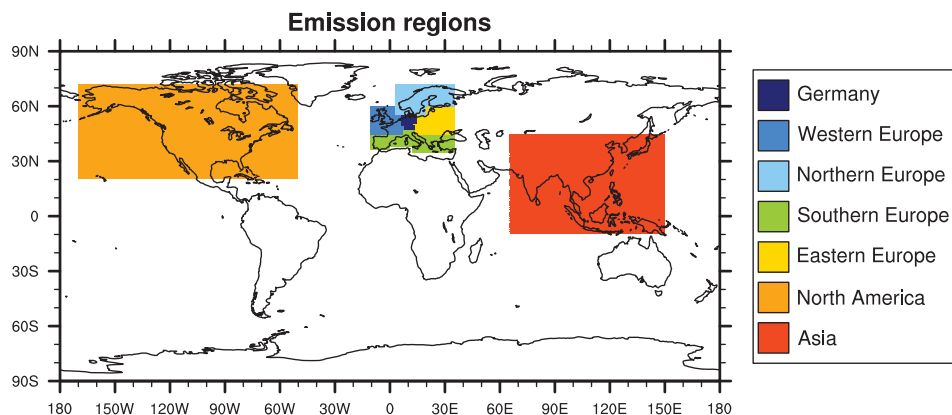 Emission regions
90N
60N
30N
0
30S
60S
90S
180 150W 120W 90W 60W 30W 0 30E 60E 90E 120E 150E 180
Germany
Western Europe
Northern Europe
Southern Europe
Eastern Europe
North America
Asia